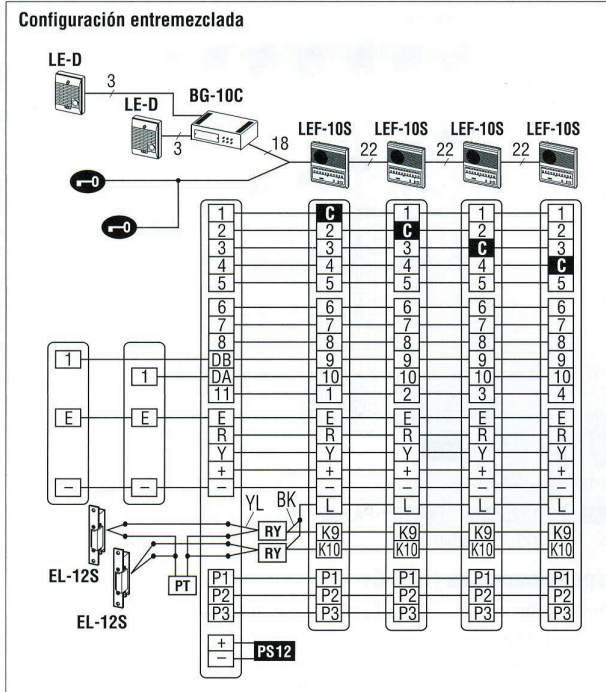 Configuración entremezclada
LE-D
3
BG-10C
LE-D
3
18
LEF-10S LEF-10S LEF-10S LEF-10S
22 22 22
1 C 1 1 1
2 2 C 2 2
3 3 3 C 3
4 4 4 4 C
5 5 5 5 5
6 6 6 6 6
7 7 7 7 7
8 8 8 8 8
1 DB 9 9 9 9
1 DA 10 10 10 10
11 1 2 3 4
E E E E E E E
R R R R R
Y Y Y Y Y
+ + + + +
− − − − − − −
YL BK L L L L
RY K9 K9 K9 K9
RY K10 K10 K10 K10
EL-12S
PT
P1 P1 P1 P1 P1
P2 P2 P2 P2 P2
P3 P3 P3 P3 P3
EL-12S
+
− PS12